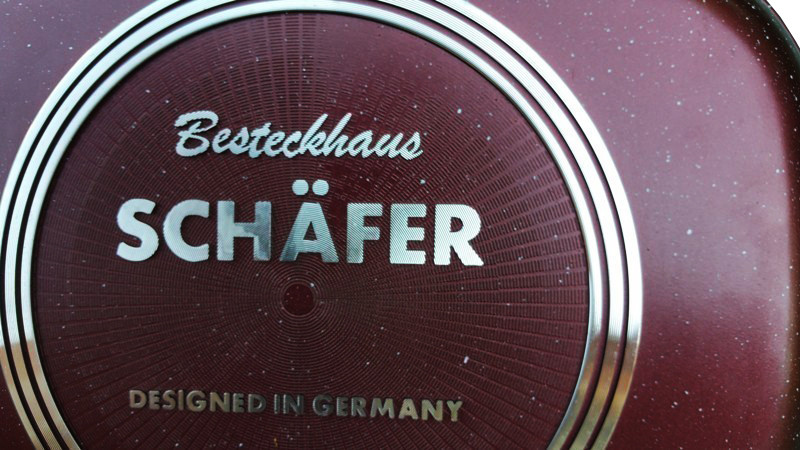 Besteckhaus
SCHÄFER
DESIGNED IN GERMANY